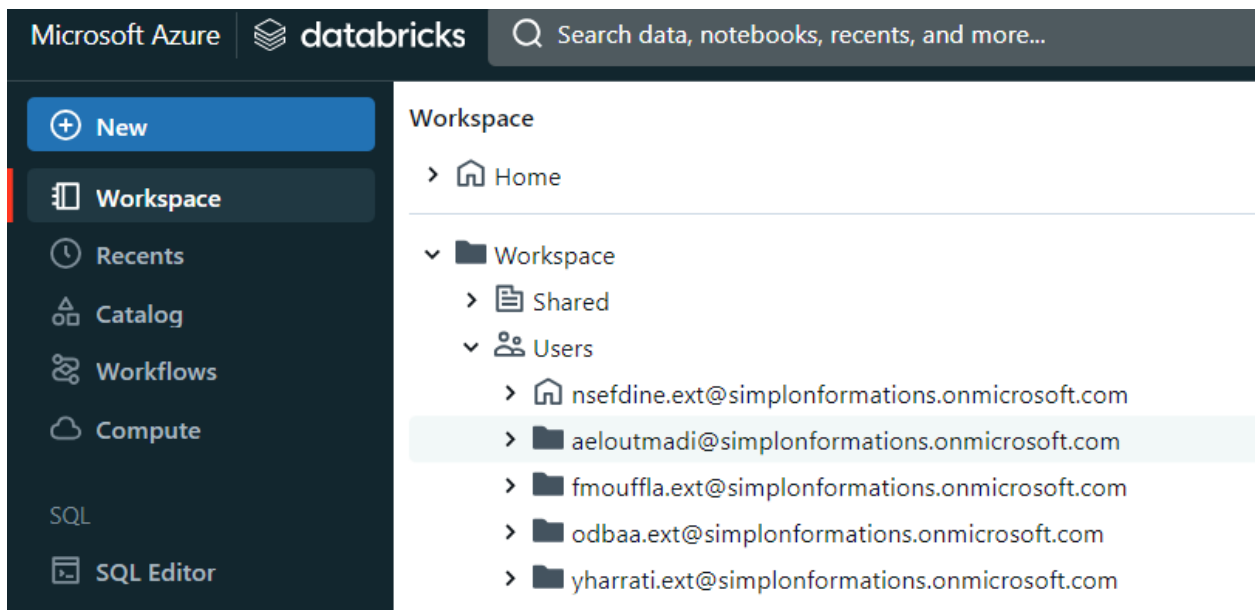 Microsoft Azure databricks Search data, notebooks, recents, and more...
New
Workspace
Recents
Catalog
Workflows
Compute
SQL
SQL Editor
Workspace
Home
Workspace
Shared
Users
nsefdine.ext@simplonformations.onmicrosoft.com
aeloutmadi@simplonformations.onmicrosoft.com
fmouffla.ext@simplonformations.onmicrosoft.com
odbaa.ext@simplonformations.onmicrosoft.com
yharrati.ext@simplonformations.onmicrosoft.com